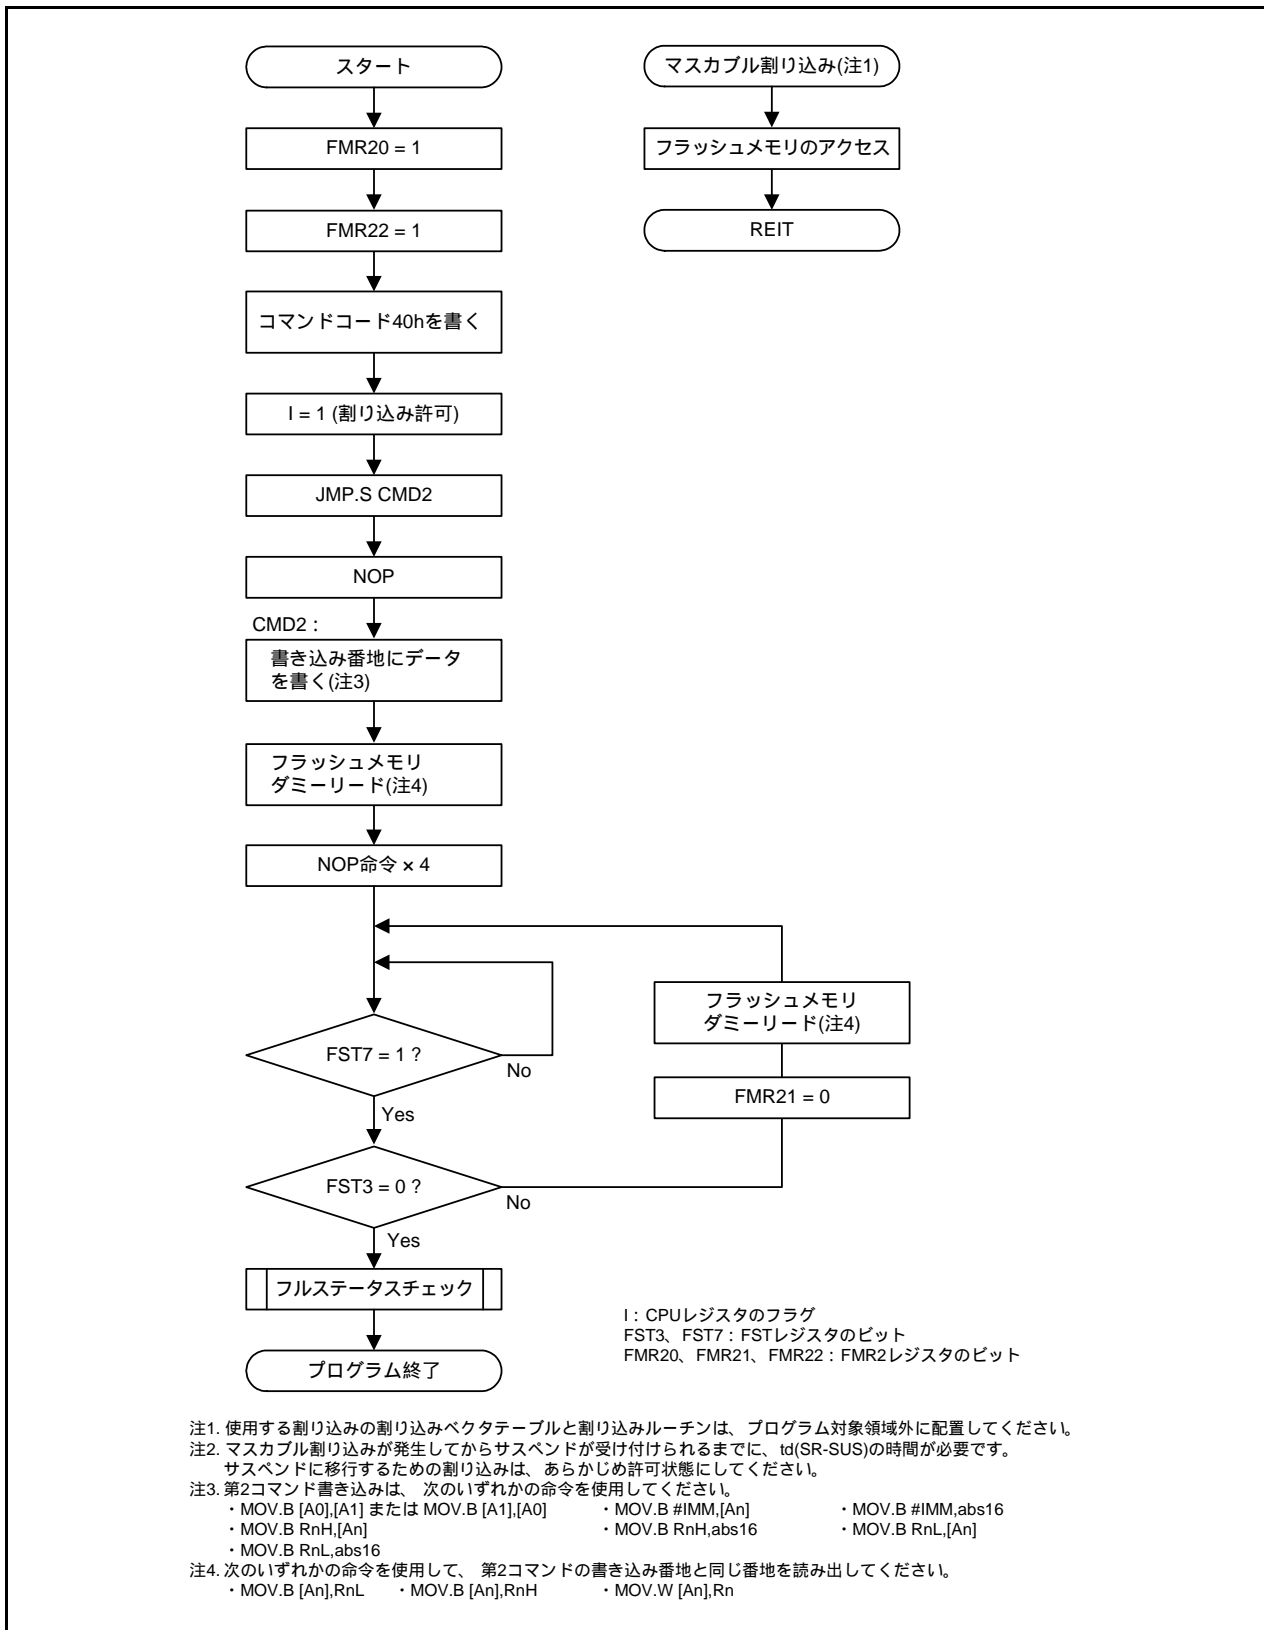 スタート
FMR20 = 1
FMR22 = 1
コマンドコード40hを書く
I = 1 (割り込み許可)
JMP.S CMD2
NOP
CMD2：
書き込み番地にデータ
を書く(注3)
フラッシュメモリ
ダミーリード(注4)
NOP命令 × 4
FST7 = 1 ?
No
Yes
FST3 = 0 ?
No
Yes
フルステータスチェック
プログラム終了
マスカブル割り込み(注1)
フラッシュメモリのアクセス
REIT
フラッシュメモリ
ダミーリード(注4)
FMR21 = 0
I：CPUレジスタのフラグ
FST3、FST7：FSTレジスタのビット
FMR20、FMR21、FMR22：FMR2レジスタのビット
注1. 使用する割り込みの割り込みベクタテーブルと割り込みルーチンは、プログラム対象領域外に配置してください。
注2. マスカブル割り込みが発生してからサスペンドが受け付けられるまでに、td(SR-SUS)の時間が必要です。
サスペンドに移行するための割り込みは、あらかじめ許可状態にしてください。
注3. 第2コマンド書き込みは、次のいずれかの命令を使用してください。
・MOV.B [A0],[A1] または MOV.B [A1],[A0] ・MOV.B #IMM,[An] ・MOV.B #IMM,abs16
・MOV.B RnH,[An] ・MOV.B RnH,abs16 ・MOV.B RnL,[An]
・MOV.B RnL,abs16
注4. 次のいずれかの命令を使用して、第2コマンドの書き込み番地と同じ番地を読み出してください。
・MOV.B [An],RnL ・MOV.B [An],RnH ・MOV.W [An],Rn